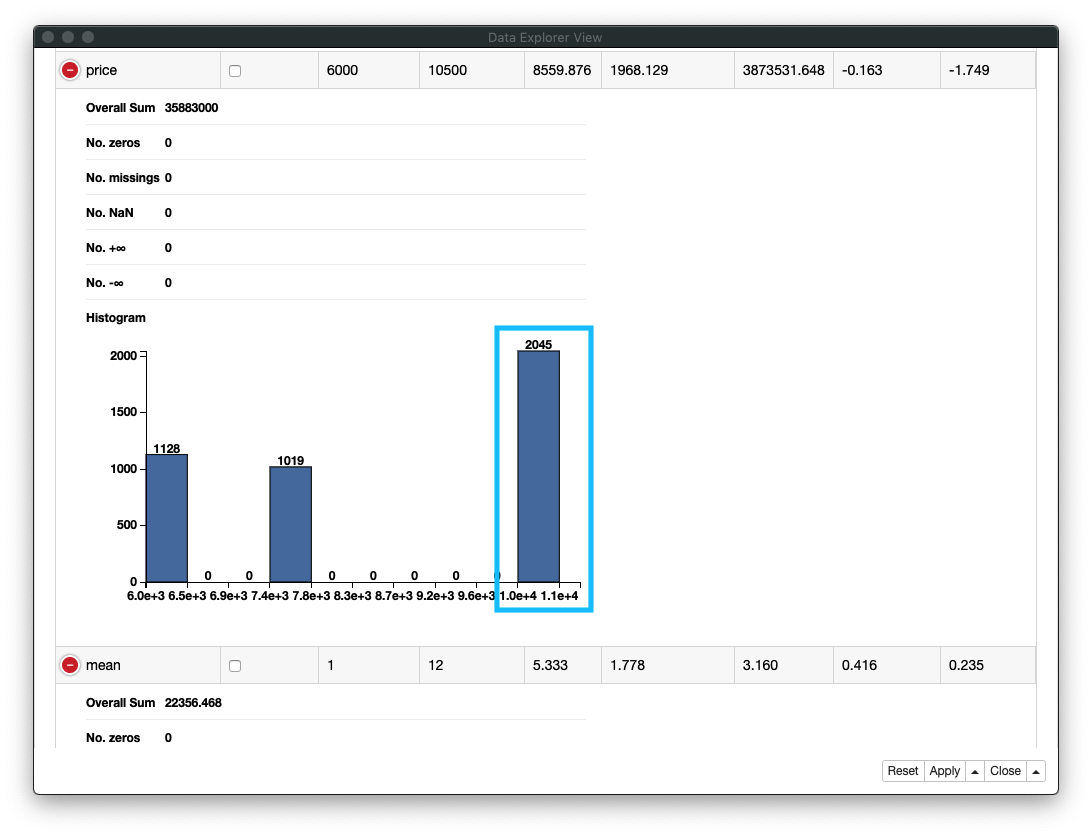 Data Explorer View
price 6000 10500 8559.876 1968.129 3873531.648 -0.163 -1.749
Overall Sum 35883000
No. zeros 0
No. missings 0
No. NaN 0
No. +∞ 0
No. -∞ 0
Histogram
2045
2000
1500
1128
1019
1000
500
0 0 0 0 0 0 0 0
6.0e+3 6.5e+3 6.9e+3 7.4e+3 7.8e+3 8.3e+3 8.7e+3 9.2e+3 9.6e+3 1.0e+4 1.1e+4
mean 1 12 5.333 1.778 3.160 0.416 0.235
Overall Sum 22356.468
No. zeros 0
Reset Apply Close